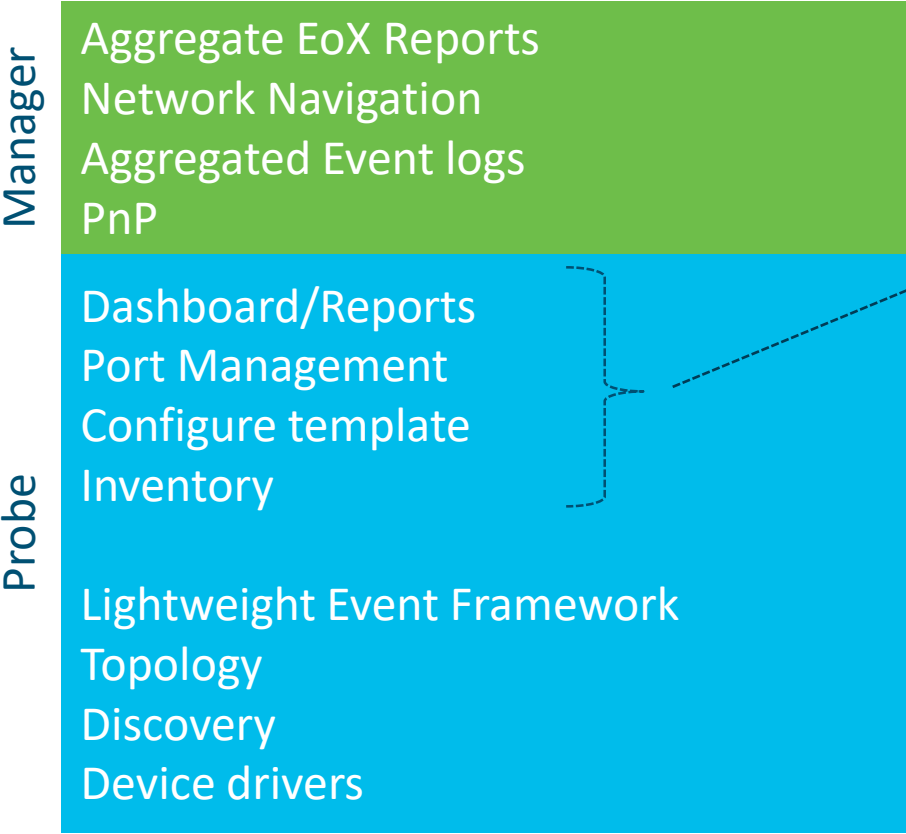 Manager
Aggregate EoX Reports
Network Navigation
Aggregated Event logs
PnP
Probe
Dashboard/Reports
Port Management
Configure template
Inventory
Lightweight Event Framework
Topology
Discovery
Device drivers